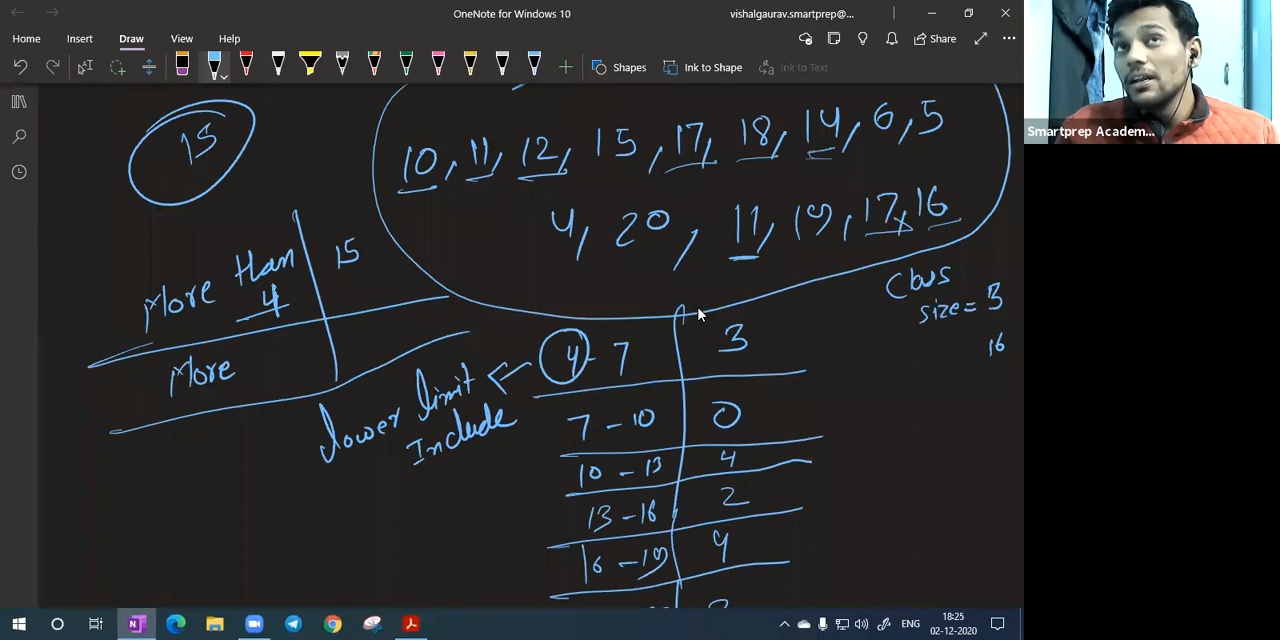 OneNote for Windows 10
vishalgaurav.smartprep@...
Home Insert Draw View Help
Share
Shapes
Ink to Shape
Ink to Text
Smartprep Academ...
15
10, 11, 12, 15, 17, 18, 14, 6, 5
4, 20, 11, 19, 17, 16
More than 4 15
More
Class
size = 3
16
lower limit
Include
4-7 3
7-10 0
10-13 4
13-16 2
16-19 4
18:25
ENG
02-12-2020